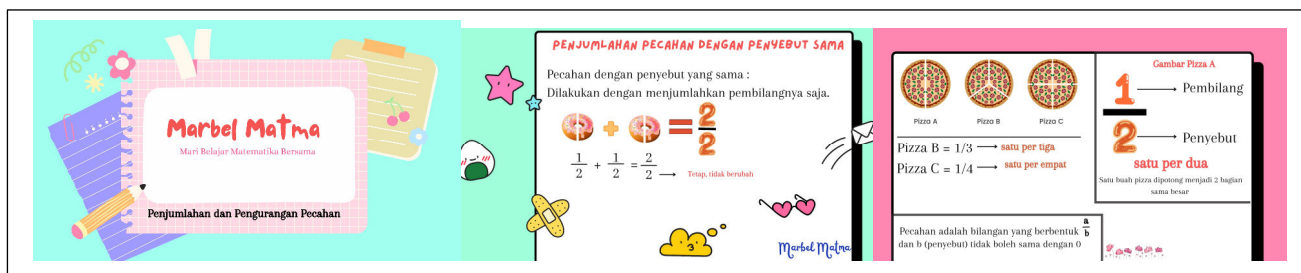 Marbel Matma
Mari Belajar Matematika Bersama
Penjumlahan dan Pengurangan Pecahan
PENJUMLAHAN PECAHAN DENGAN PENYEBUT SAMA
Pecahan dengan penyebut yang sama :
Dilakukan dengan menjumlahkan pembilangnya saja.
+ = 2/2
1/2 + 1/2 = 2/2 → Tetap, tidak berubah
3
Marbel Matma
Pizza A Pizza B Pizza C
Pizza B = 1/3 → satu per tiga
Pizza C = 1/4 → satu per empat
Gambar Pizza A
1 → Pembilang
2 → Penyebut
satu per dua
Satu buah pizza dipotong menjadi 2 bagian
sama besar
Pecahan adalah bilangan yang berbentuk a/b
dan b (penyebut) tidak boleh sama dengan 0